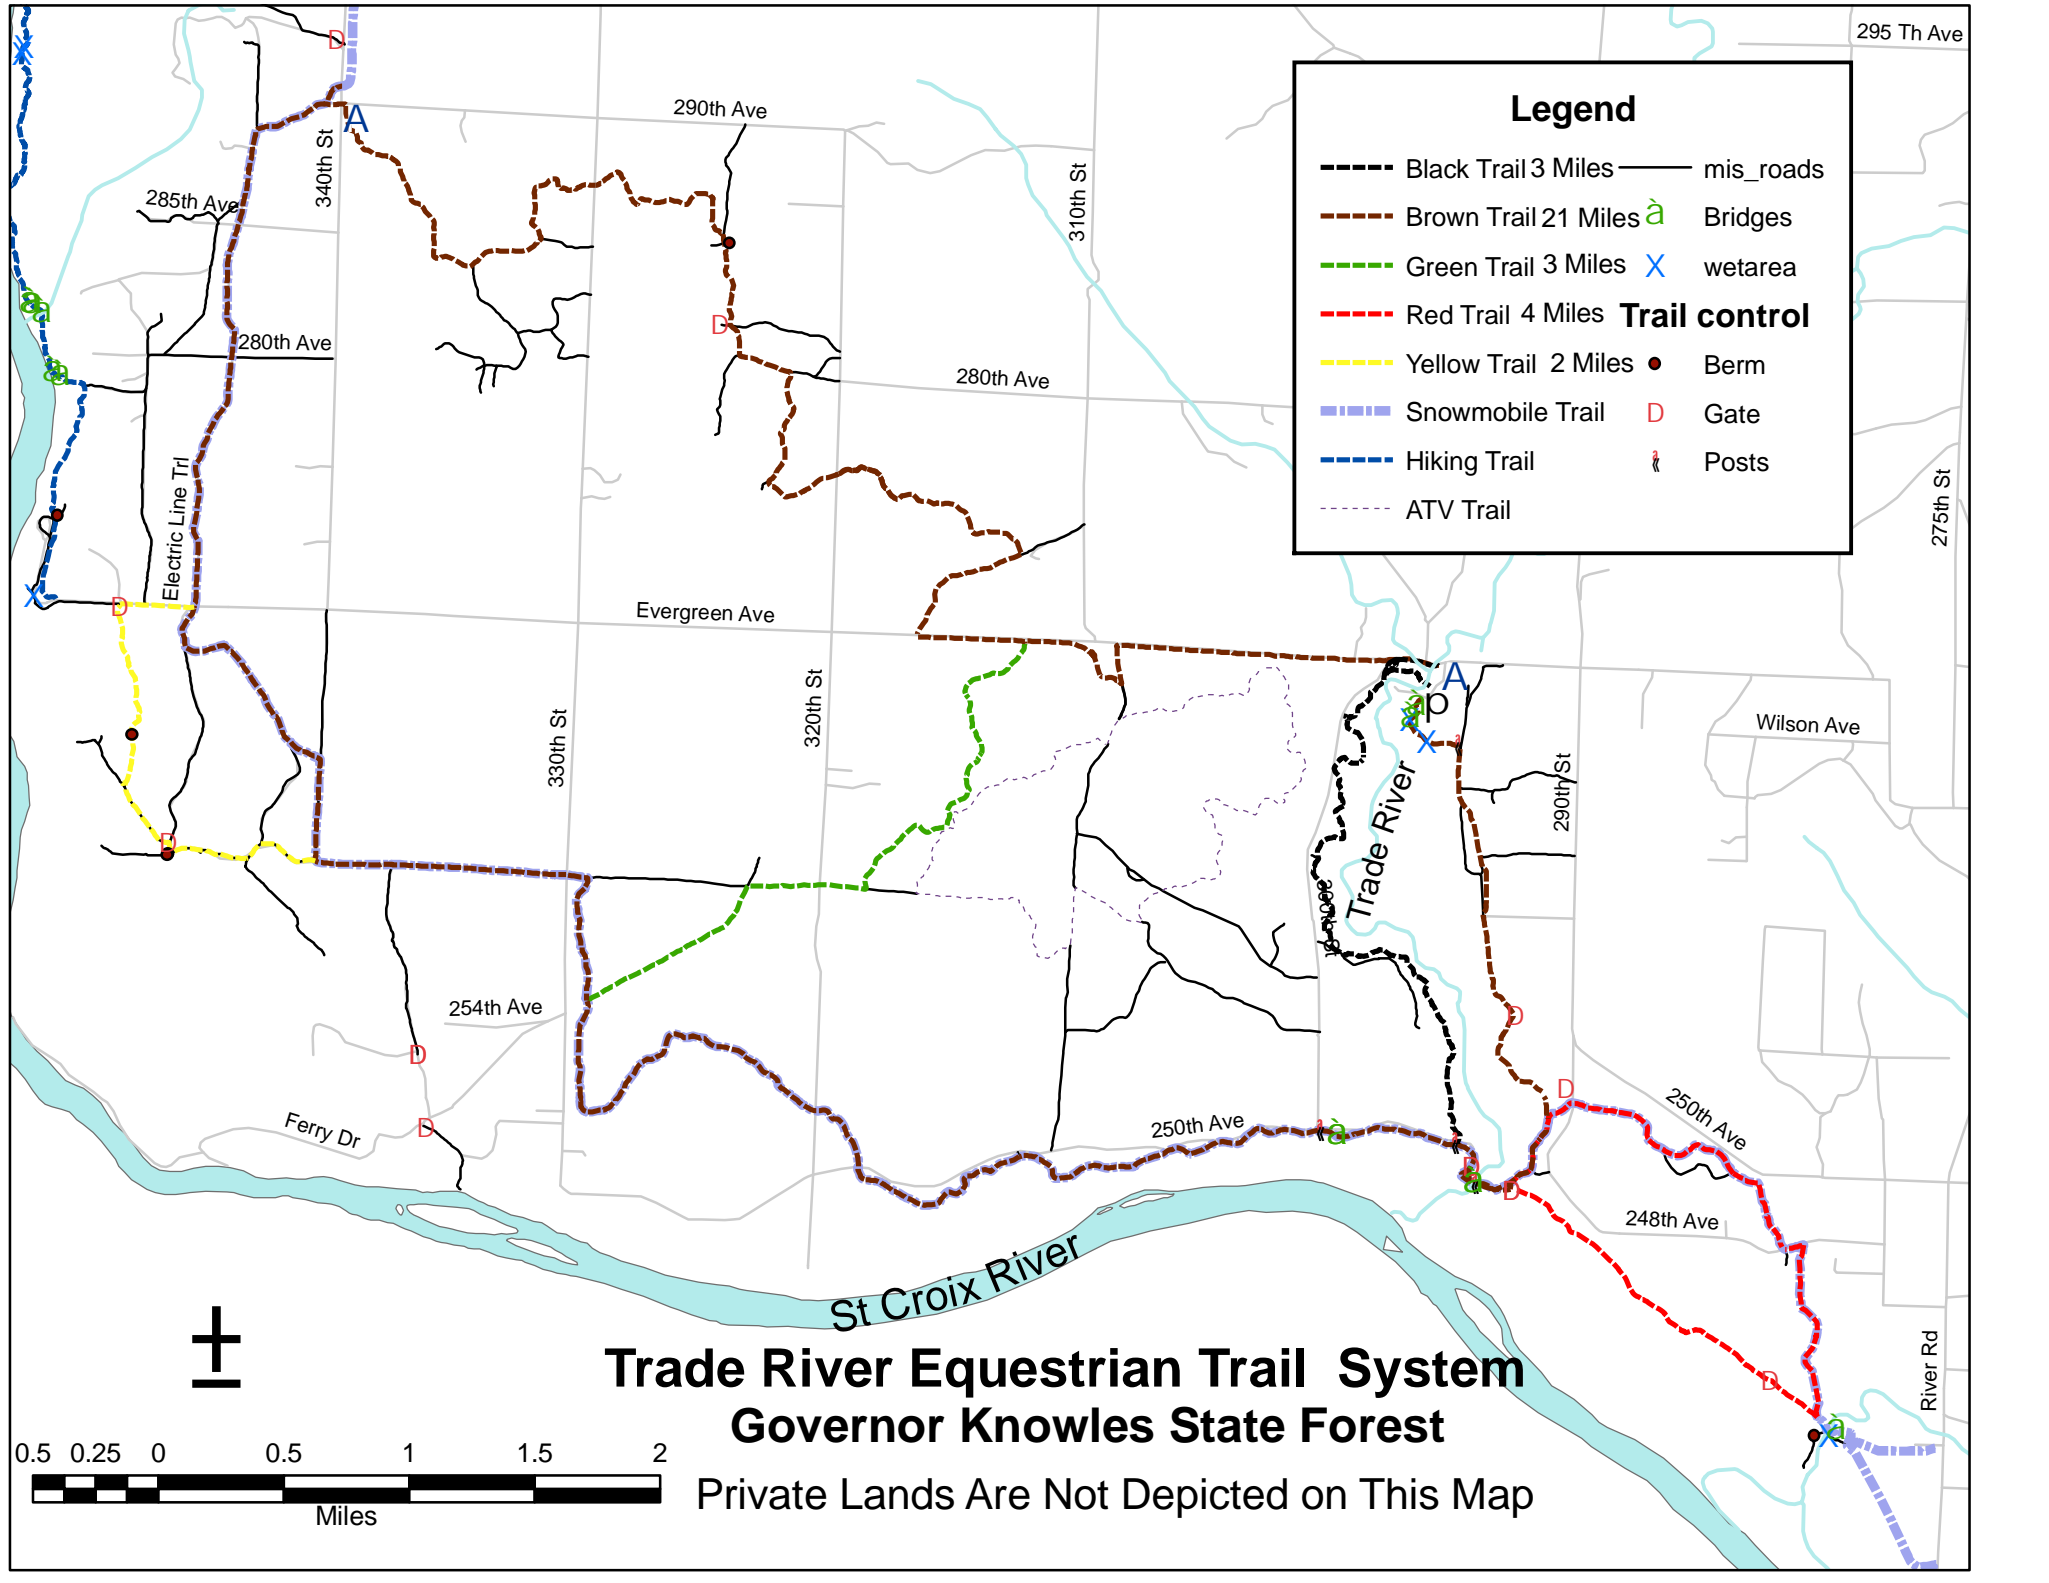 295 Th Ave
290th Ave
340th St
310th St
285th Ave
280th Ave
280th Ave
Electric Line Trl
275th St
Legend
Black Trail 3 Miles
mis_roads
Brown Trail 21 Miles
à Bridges
Green Trail 3 Miles
X wetarea
Red Trail 4 Miles
Trail control
Yellow Trail 2 Miles
Berm
Snowmobile Trail
D Gate
Hiking Trail
Posts
ATV Trail
A
Evergreen Ave
A
p
320th St
330th St
Wilson Ave
290th St
Trade River
300th St
254th Ave
Ferry Dr
250th Ave
250th Ave
248th Ave
St Croix River
River Rd
±
Trade River Equestrian Trail System
Governor Knowles State Forest
Private Lands Are Not Depicted on This Map
0.5 0.25 0 0.5 1 1.5 2
Miles